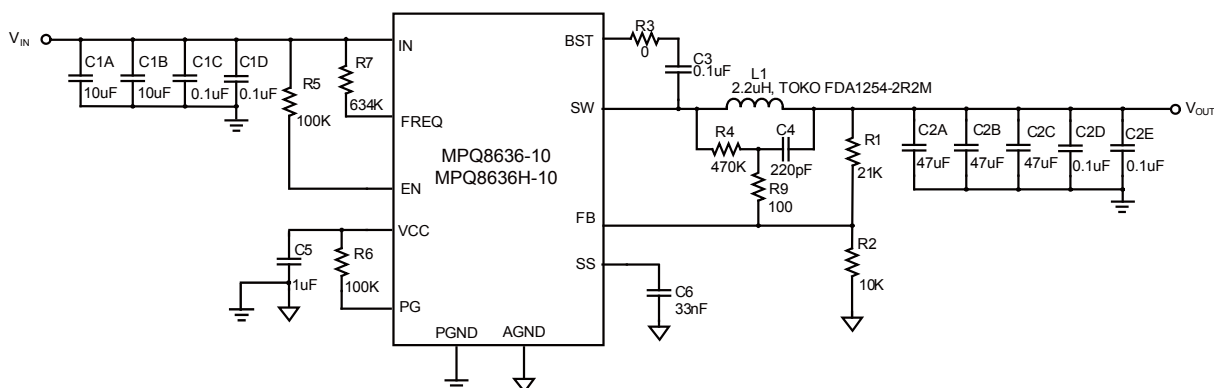 V_IN
C1A
10uF
C1B
10uF
C1C
0.1uF
C1D
0.1uF
R5
100K
R7
634K
IN
FREQ
EN
VCC
PG
PGND
AGND
BST
SW
FB
SS
MPQ8636-10
MPQ8636H-10
C5
1uF
R6
100K
R3
0
C3
0.1uF
L1
2.2uH, TOKO FDA1254-2R2M
R4
470K
C4
220pF
R9
100
R1
21K
R2
10K
C6
33nF
C2A
47uF
C2B
47uF
C2C
47uF
C2D
0.1uF
C2E
0.1uF
V_OUT